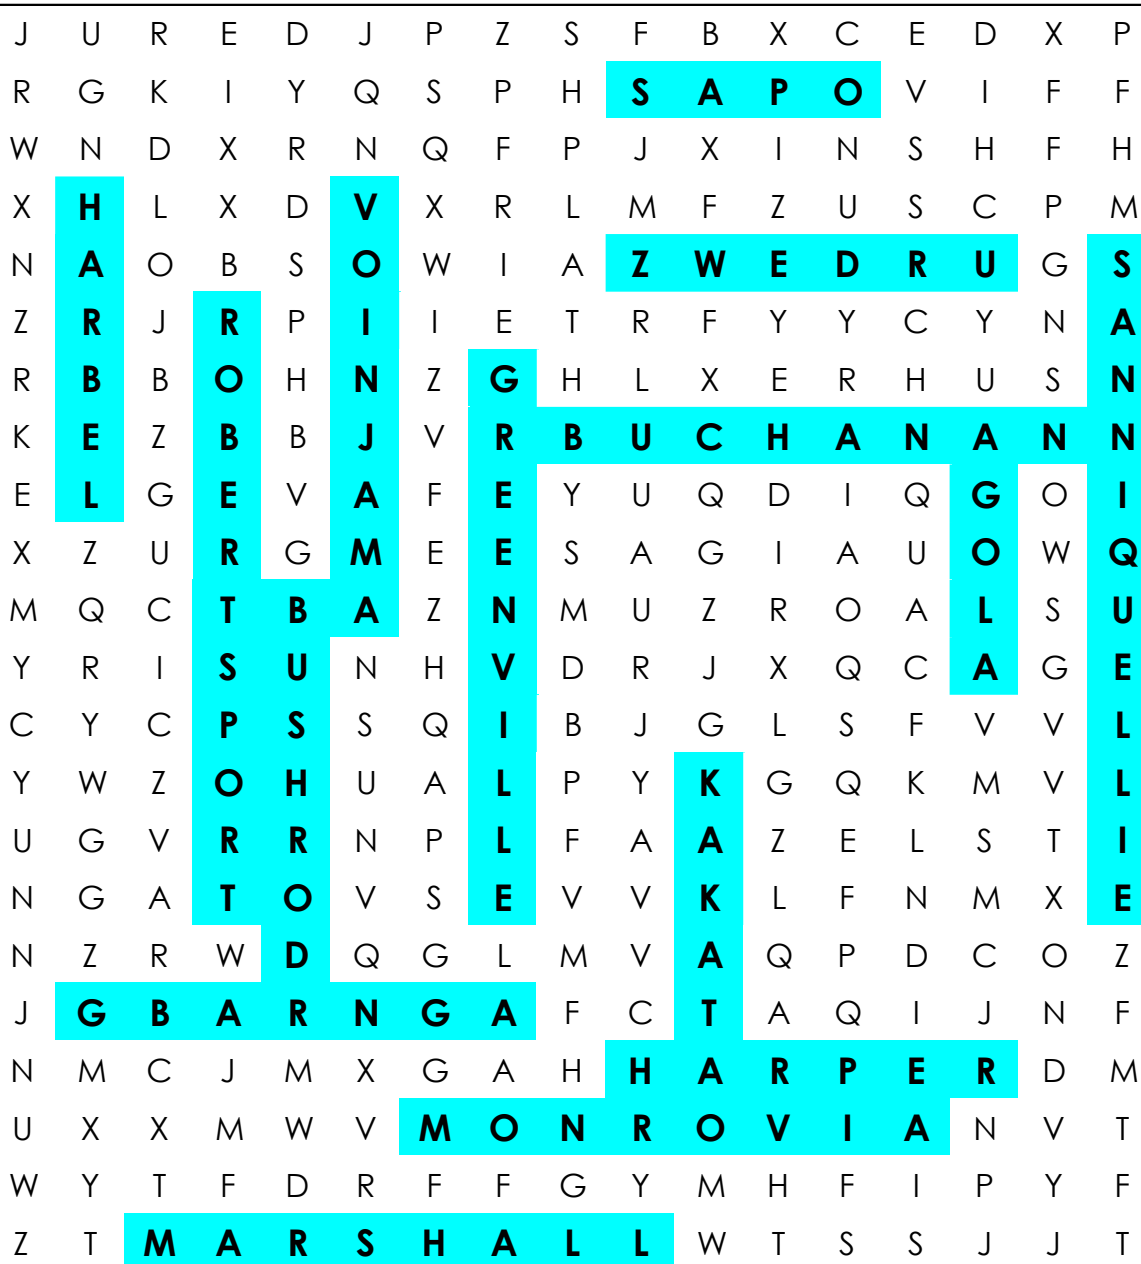 J U R E D J P Z S F B X C E D X P
R G K I Y Q S P H S A P O V I F F
W N D X R N Q F P J X I N S H F H
X H L X D V X R L M F Z U S C P M
N A O B S O W I A Z W E D R U G S
Z R J R P I I E T R F Y Y C Y N A
R B B O H N Z G H L X E R H U S N
K E Z B B J V R B U C H A N A N N
E L G E V A F E Y U Q D I Q G O I
X Z U R G M E E S A G I A U O W Q
M Q C T B A Z N M U Z R O A L S U
Y R I S U N H V D R J X Q C A G E
C Y C P S S Q I B J G L S F V V L
Y W Z O H U A L P Y K G Q K M V L
U G V R R N P L F A A Z E L S T I
N G A T O V S E V V K L F N M X E
N Z R W D Q G L M V A Q P D C O Z
J G B A R N G A F C T A Q I J N F
N M C J M X G A H H A R P E R D M
U X X M W V M O N R O V I A N V T
W Y T F D R F F G Y M H F I P Y F
Z T M A R S H A L L W T S S J J T